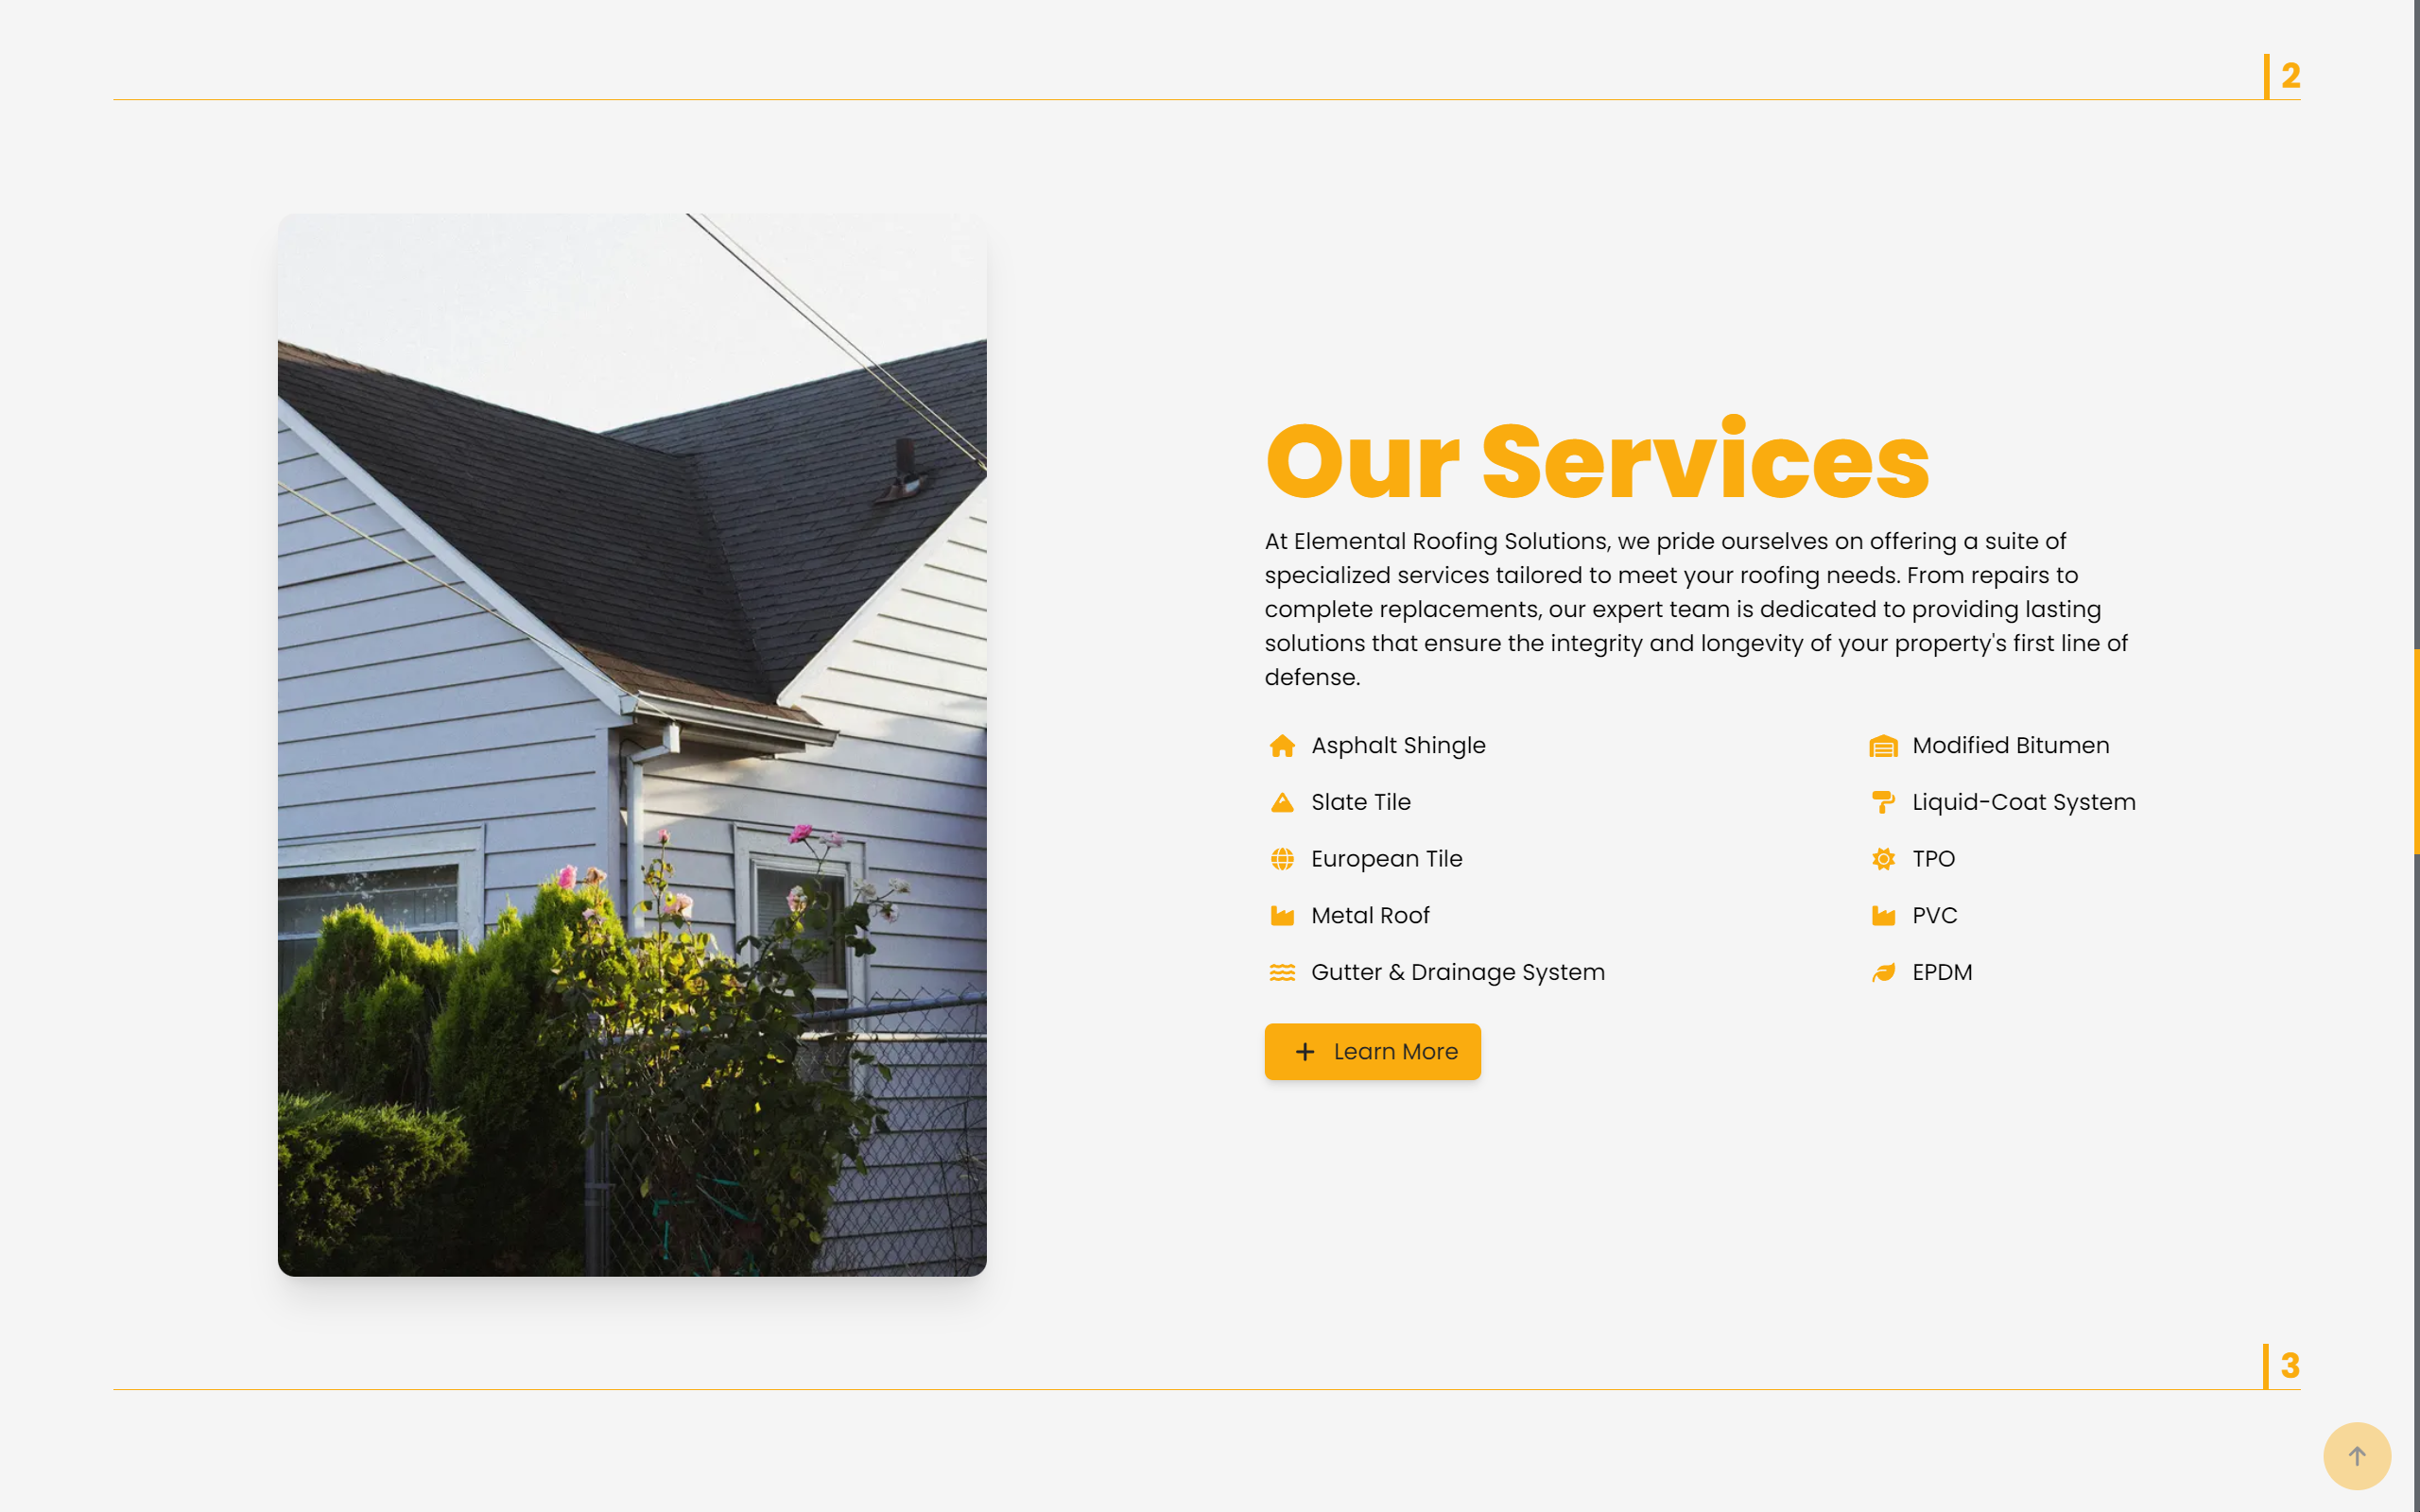 2
Our Services
At Elemental Roofing Solutions, we pride ourselves on offering a suite of
specialized services tailored to meet your roofing needs. From repairs to
complete replacements, our expert team is dedicated to providing lasting
solutions that ensure the integrity and longevity of your property's first line of
defense.
Asphalt Shingle
Modified Bitumen
Slate Tile
Liquid-Coat System
European Tile
TPO
Metal Roof
PVC
Gutter & Drainage System
EPDM
Learn More
3